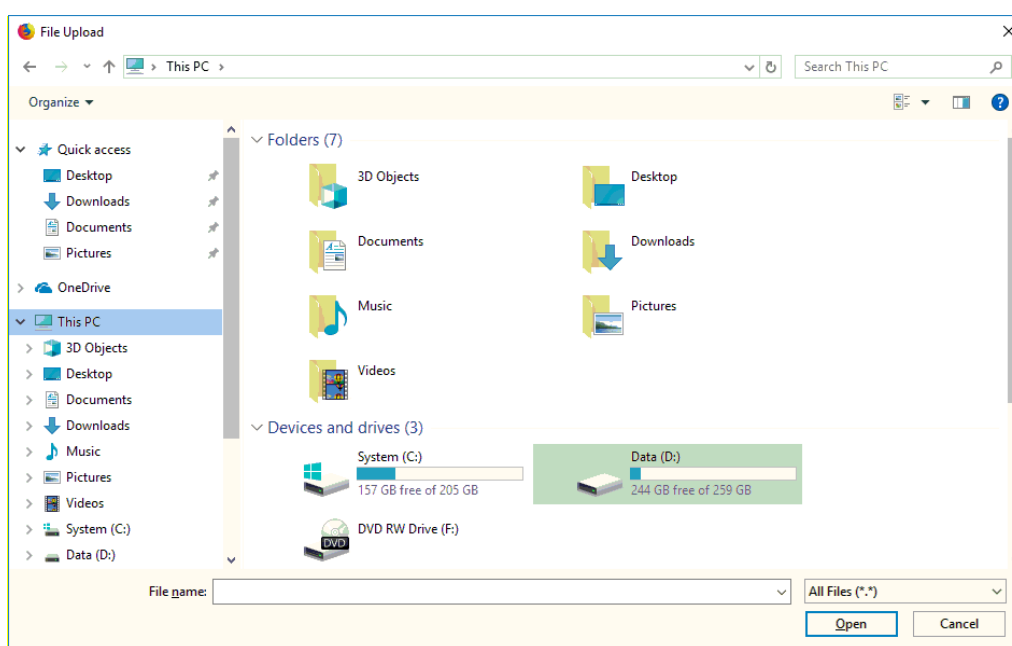 File Upload
This PC
Search This PC
Organize
Quick access
Desktop
Downloads
Documents
Pictures
OneDrive
This PC
3D Objects
Desktop
Documents
Downloads
Music
Pictures
Videos
System (C:)
Data (D:)
Folders (7)
3D Objects
Desktop
Documents
Downloads
Music
Pictures
Videos
Devices and drives (3)
System (C:)
157 GB free of 205 GB
Data (D:)
244 GB free of 259 GB
DVD RW Drive (F:)
DVD
File name:
All Files (*.*)
Open
Cancel